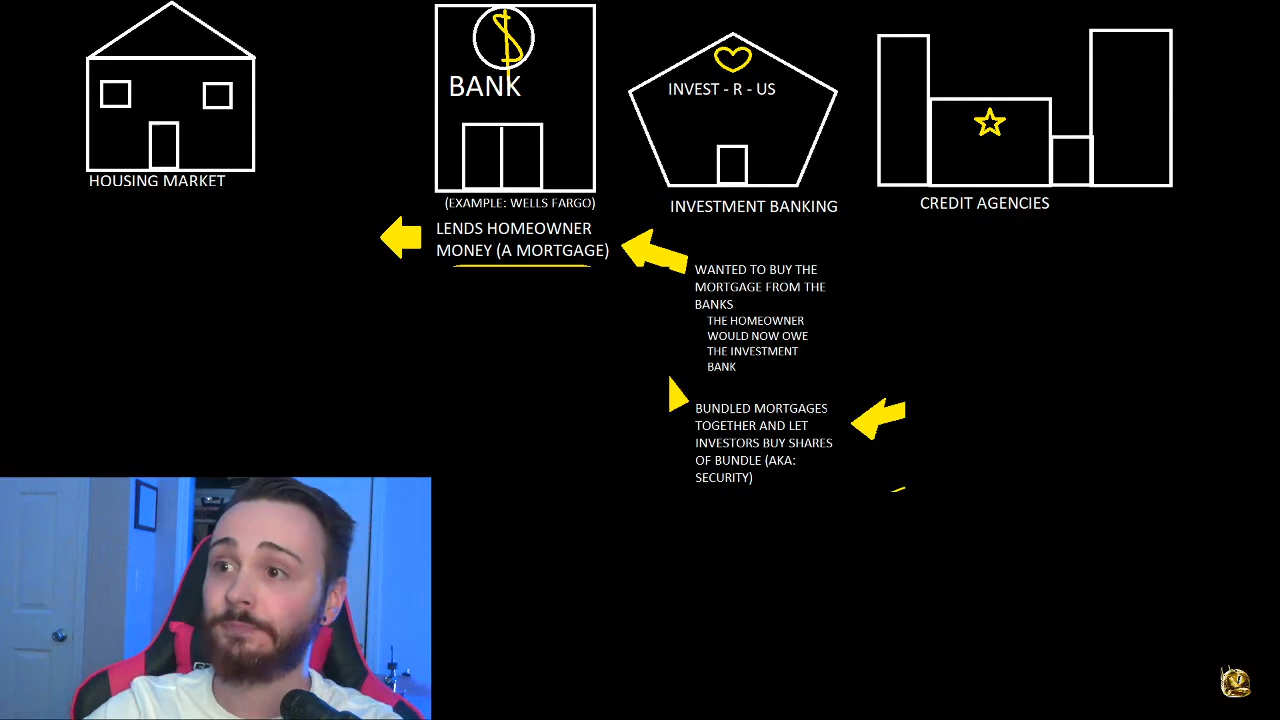 BANK
INVEST - R - US
HOUSING MARKET
(EXAMPLE: WELLS FARGO)
INVESTMENT BANKING
CREDIT AGENCIES
LENDS HOMEOWNER
MONEY (A MORTGAGE)
WANTED TO BUY THE
MORTGAGE FROM THE
BANKS
THE HOMEOWNER
WOULD NOW OWE
THE INVESTMENT
BANK
BUNDLED MORTGAGES
TOGETHER AND LET
INVESTORS BUY SHARES
OF BUNDLE (AKA:
SECURITY)